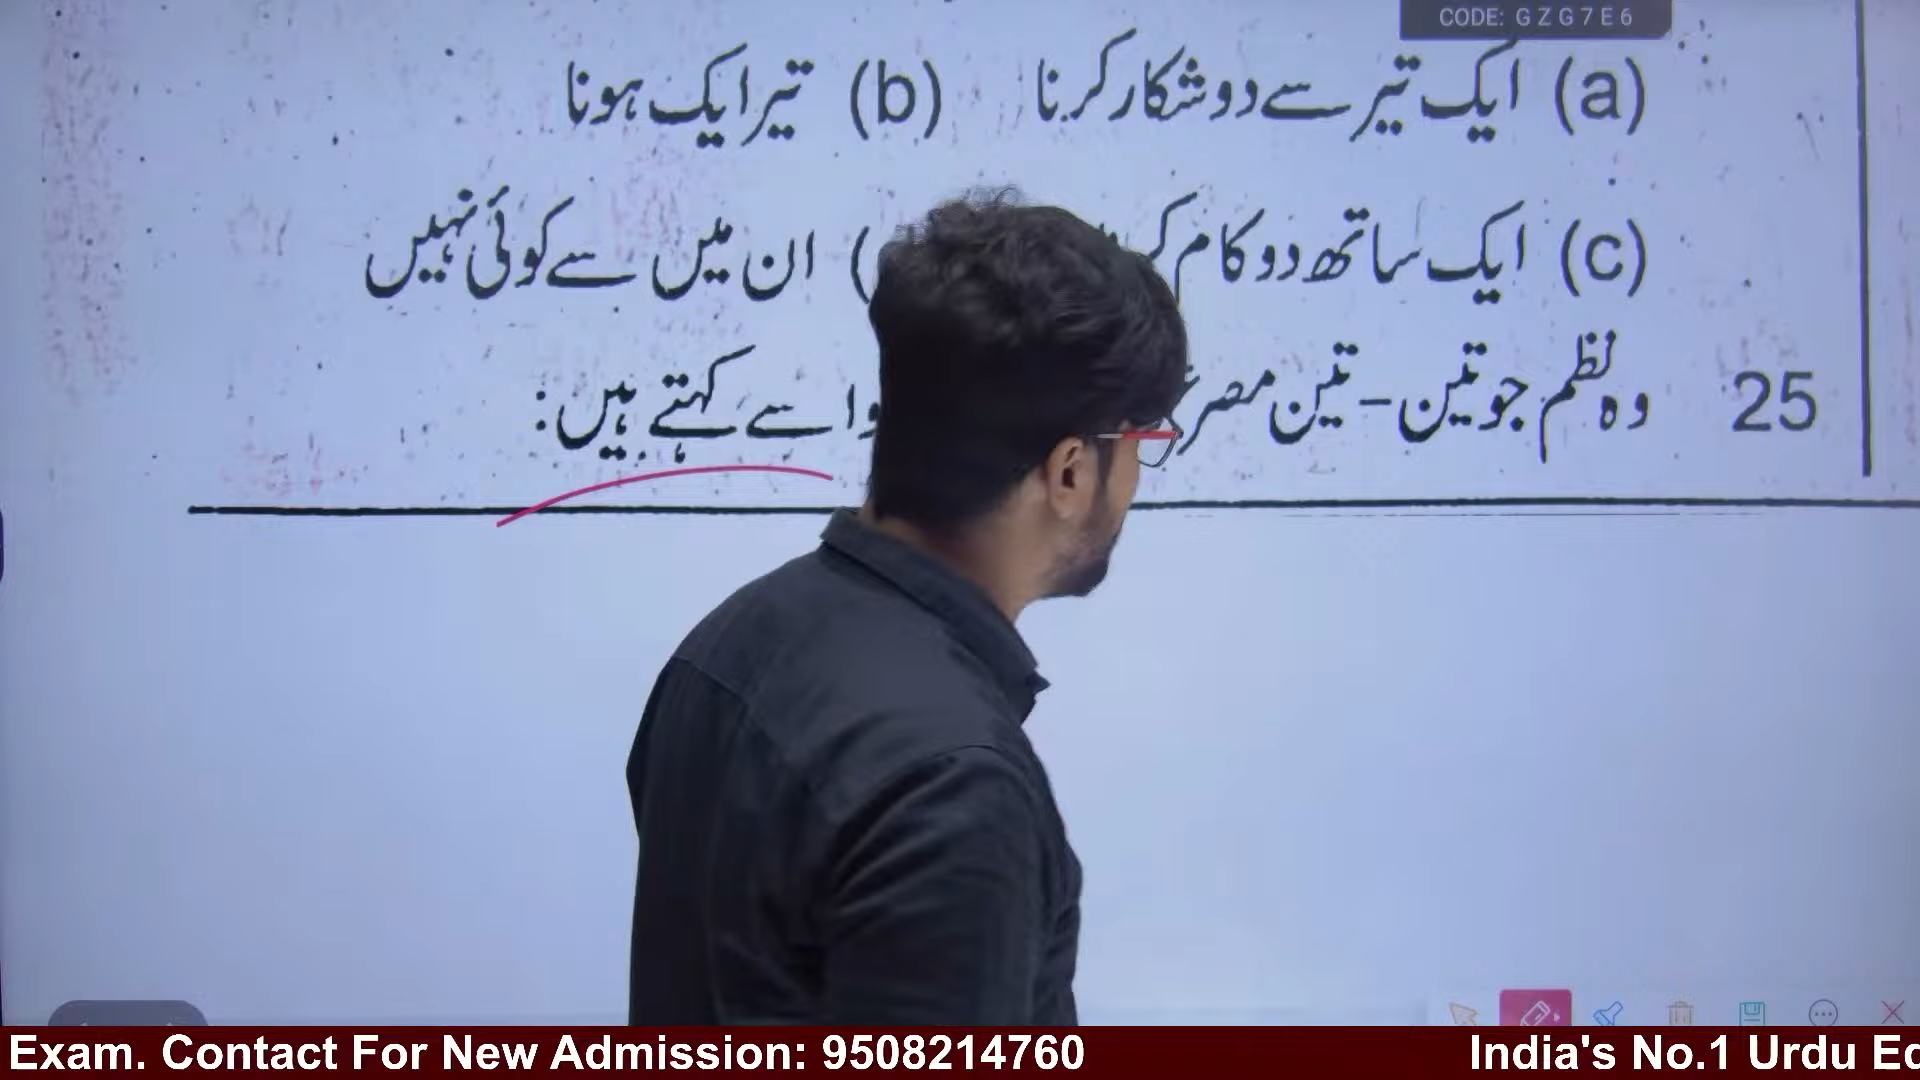 CODE: GZG7E6
(a) ایک تیر سے دو شکار کرنا (b) تیر ایک ہونا
(c) ایک ساتھ دو کام ( ان میں سے کوئی نہیں
25 وہ نظم جو تین - تین اسے کہتے ہیں:
Exam. Contact For New Admission: 9508214760
India's No.1 Urdu